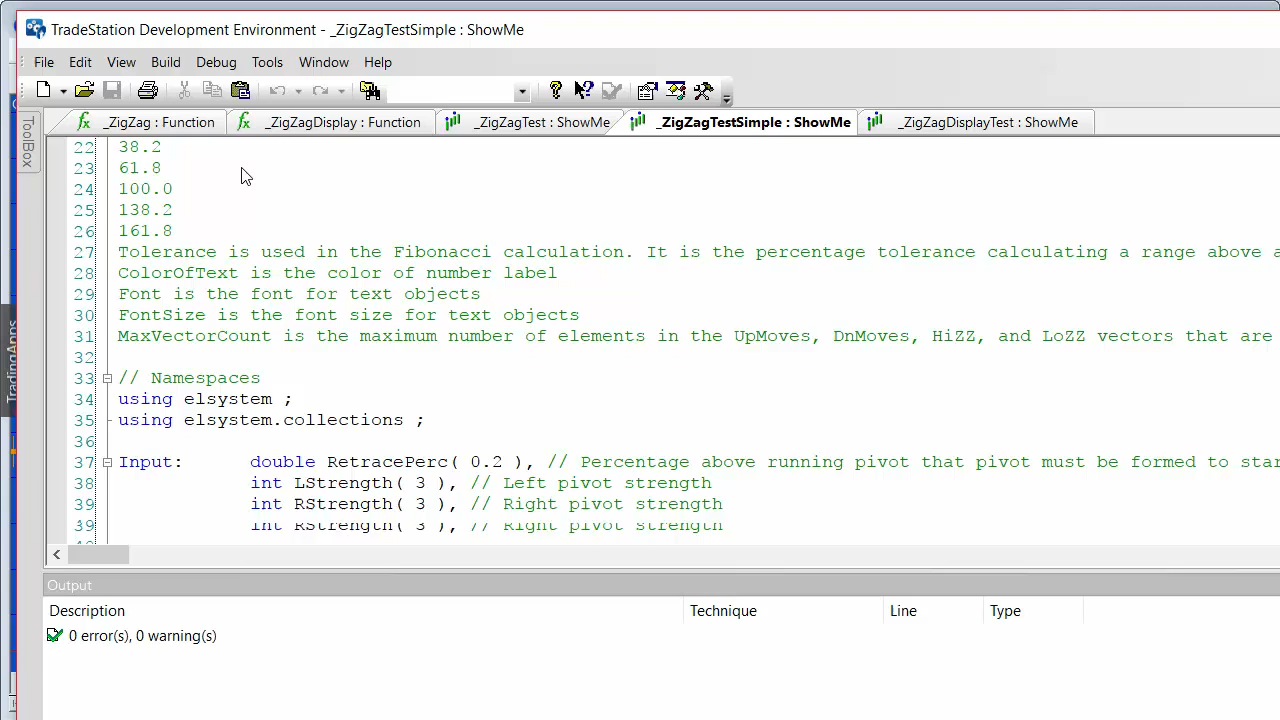 TradeStation Development Environment - _ZigZagTestSimple : ShowMe
File Edit View Build Debug Tools Window Help
_ZigZag : Function _ZigZagDisplay : Function _ZigZagTest : ShowMe _ZigZagTestSimple : ShowMe _ZigZagDisplayTest : ShowMe
ToolBox
TradingApps
22 38.2
23 61.8
24 100.0
25 138.2
26 161.8
27 Tolerance is used in the Fibonacci calculation. It is the percentage tolerance calculating a range above a
28 ColorOfText is the color of number label
29 Font is the font for text objects
30 FontSize is the font size for text objects
31 MaxVectorCount is the maximum number of elements in the UpMoves, DnMoves, HiZZ, and LoZZ vectors that are
32
33 // Namespaces
34 using elsystem ;
35 using elsystem.collections ;
36
37 Input: double RetracePerc( 0.2 ), // Percentage above running pivot that pivot must be formed to star
38 int LStrength( 3 ), // Left pivot strength
39 int RStrength( 3 ), // Right pivot strength
39 int RStrength( 3 ), // Right pivot strength
Output
Description Technique Line Type
0 error(s), 0 warning(s)